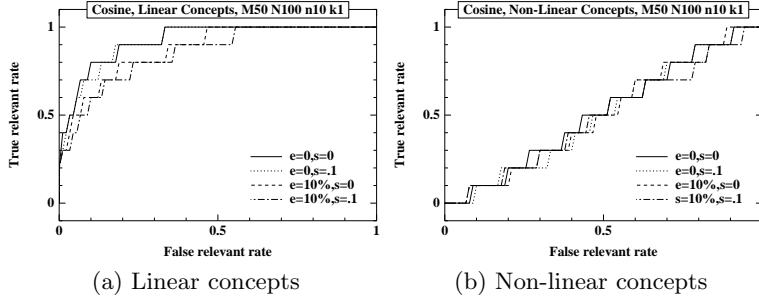 Cosine, Linear Concepts, M50 N100 n10 k1
True relevant rate
1
0.5
0
e=0,s=0
e=0,s=.1
e=10%,s=0
e=10%,s=.1
0 0.5 1
False relevant rate
(a) Linear concepts
Cosine, Non-Linear Concepts, M50 N100 n10 k1
True relevant rate
1
0.5
0
e=0,s=0
e=0,s=.1
e=10%,s=0
s=10%,s=.1
0 0.5 1
False relevant rate
(b) Non-linear concepts